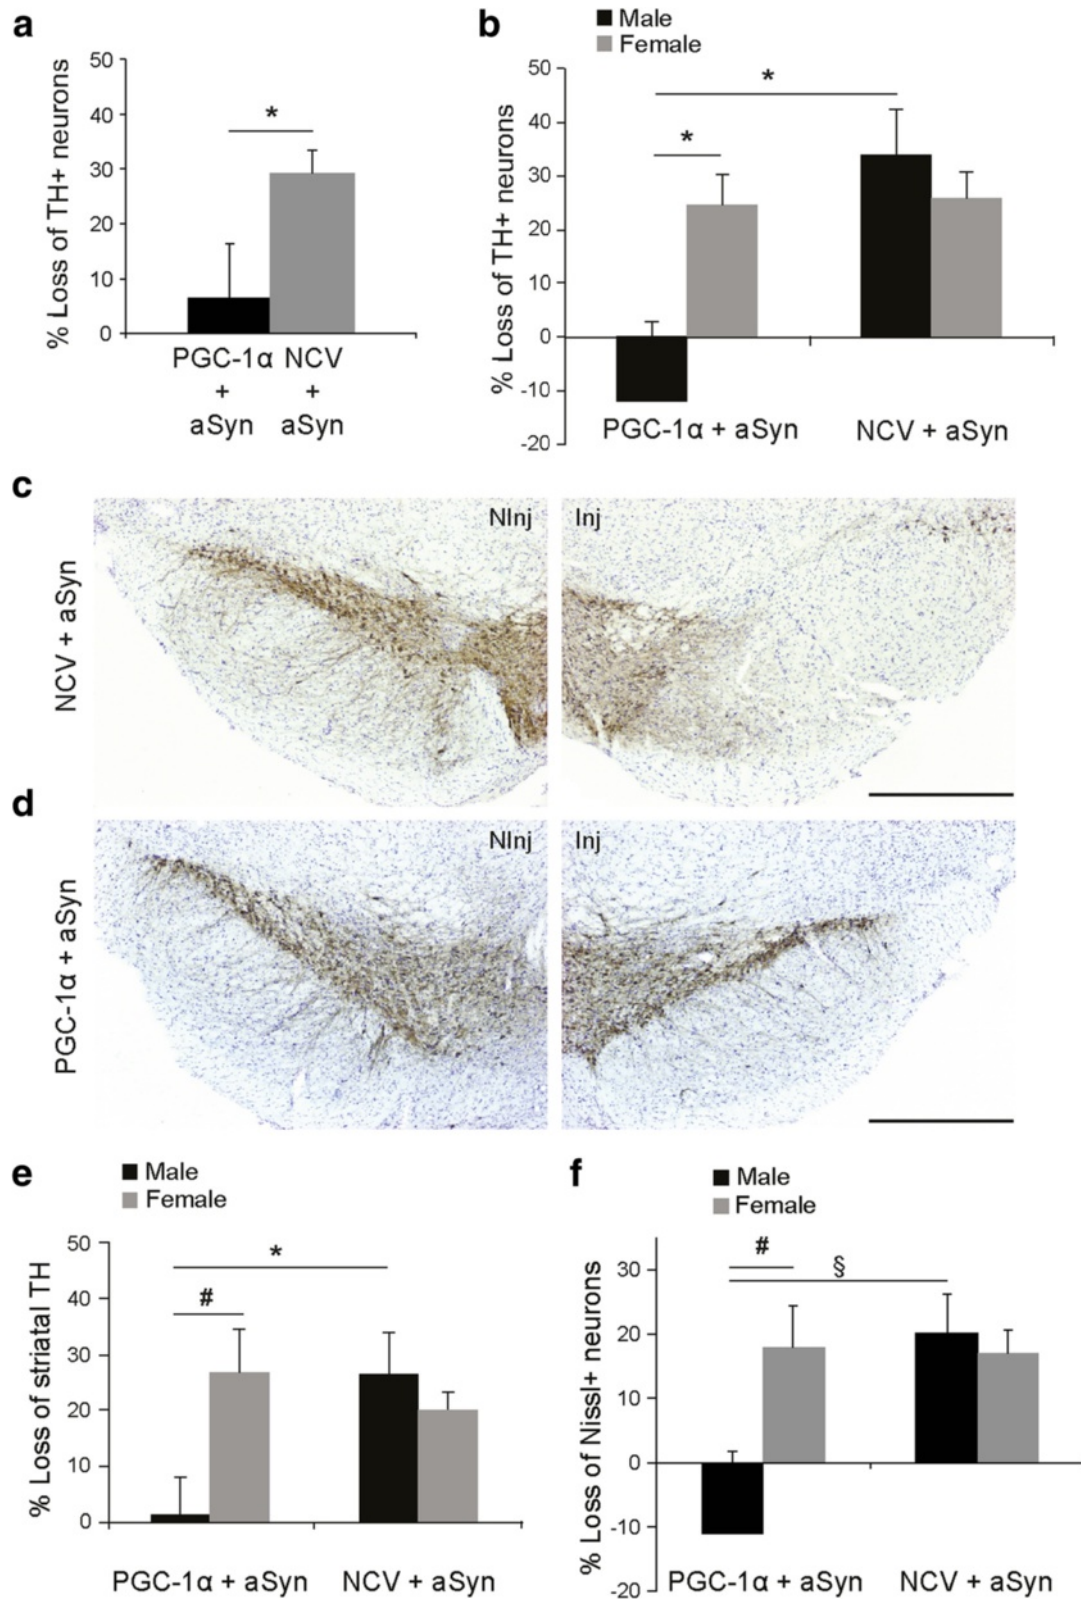 a
50
40
30
20
10
0
% Loss of TH+ neurons
*
PGC-1α NCV
+ +
aSyn aSyn
b
Male
Female
50
40
30
20
10
0
-10
-20
% Loss of TH+ neurons
*
*
PGC-1α + aSyn
NCV + aSyn
c
NCV + aSyn
NInj
Inj
d
PGC-1α + aSyn
NInj
Inj
e
Male
Female
50
40
30
20
10
0
% Loss of striatal TH
*
#
PGC-1α + aSyn
NCV + aSyn
f
Male
Female
30
20
10
0
-10
-20
% Loss of Nissl+ neurons
#
§
PGC-1α + aSyn
NCV + aSyn